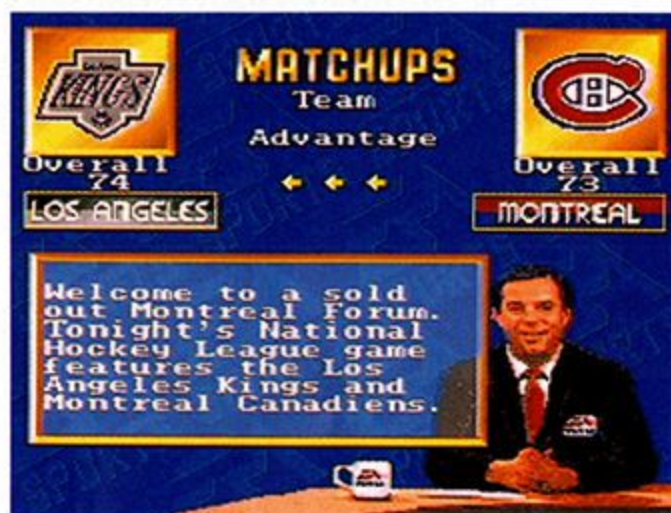 MATCHUPS
Team
Advantage
KINGS
Overall
74
LOS ANGELES
Overall
73
MONTREAL
Welcome to a sold
out Montreal Forum.
Tonight's National
Hockey League game
features the Los
Angeles Kings and
Montreal Canadiens.